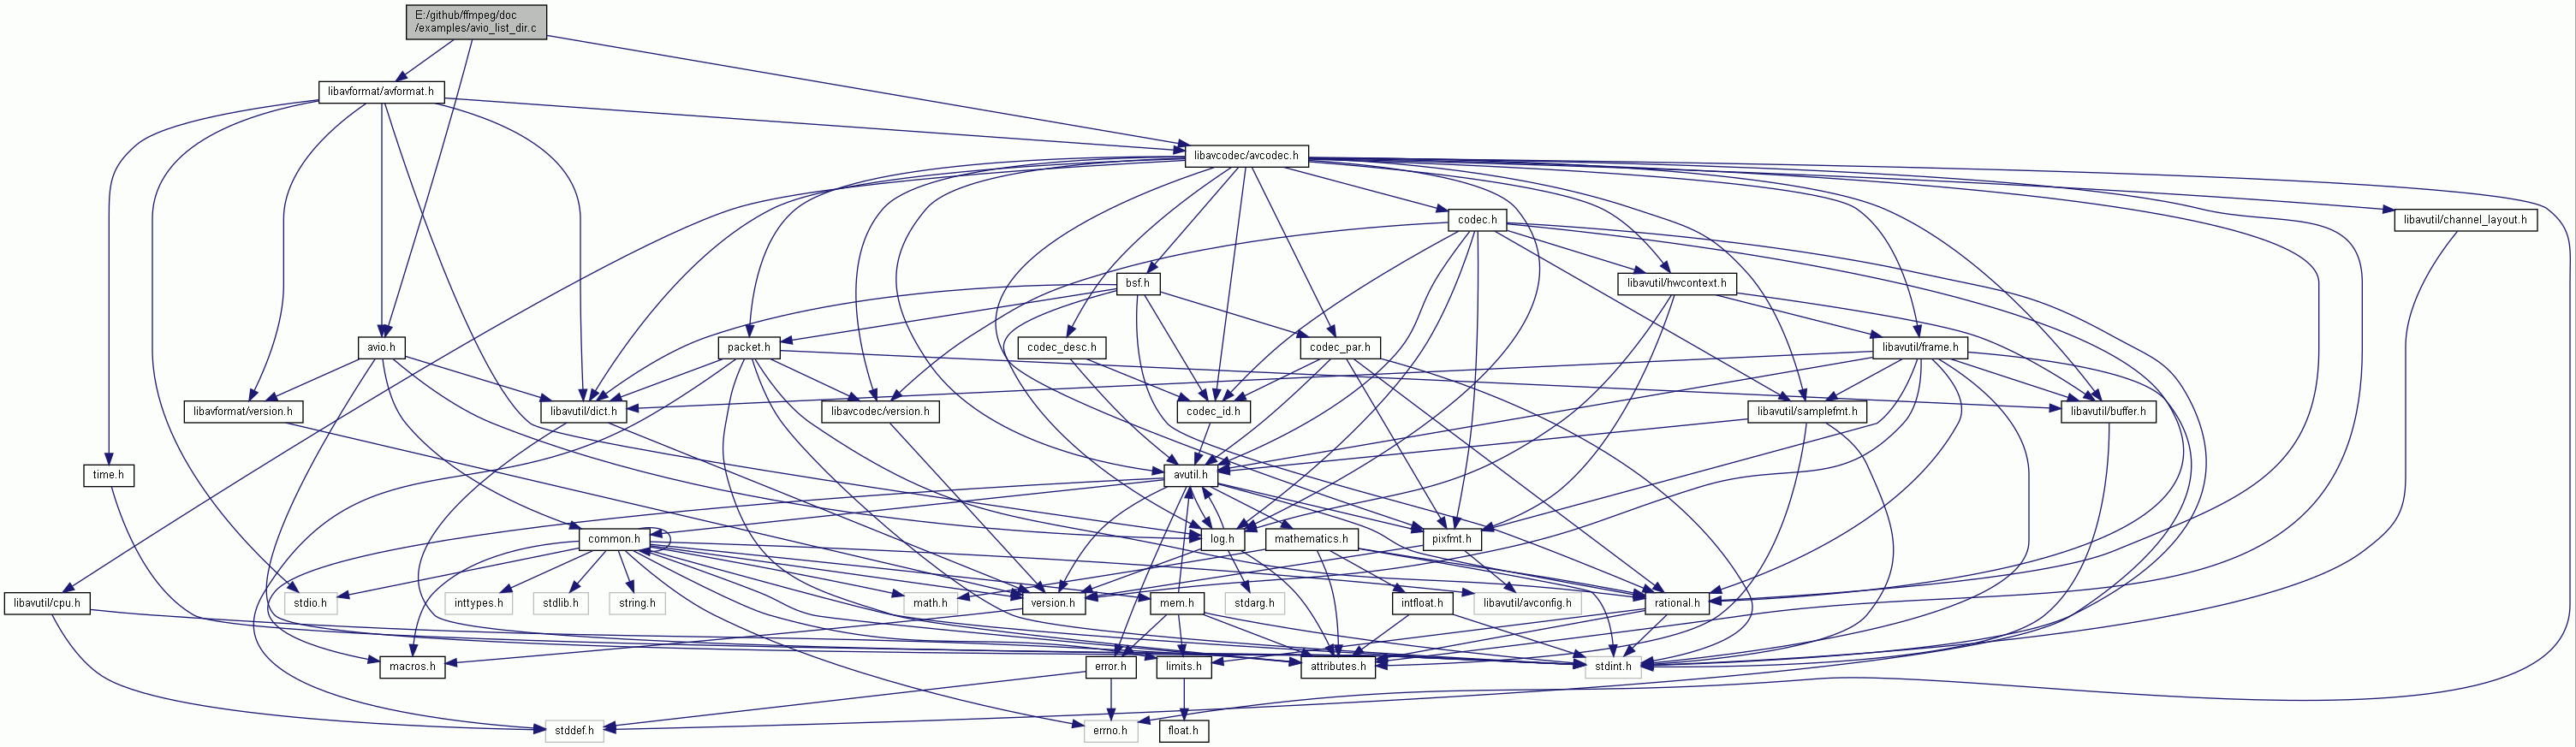 E:/github/ffmpeg/doc
/examples/avio_list_dir.c
libavformat/avformat.h
libavcodec/avcodec.h
codec.h
libavutil/channel_layout.h
bsf.h
libavutil/hwcontext.h
avio.h
packet.h
codec_desc.h
codec_par.h
libavutil/frame.h
libavformat/version.h
libavutil/dict.h
libavcodec/version.h
codec_id.h
libavutil/samplefmt.h
libavutil/buffer.h
time.h
avutil.h
common.h
log.h
mathematics.h
pixfmt.h
libavutil/cpu.h
stdio.h
inttypes.h
stdlib.h
string.h
math.h
version.h
mem.h
stdarg.h
intfloat.h
libavutil/avconfig.h
rational.h
macros.h
error.h
limits.h
attributes.h
stdint.h
stddef.h
errno.h
float.h